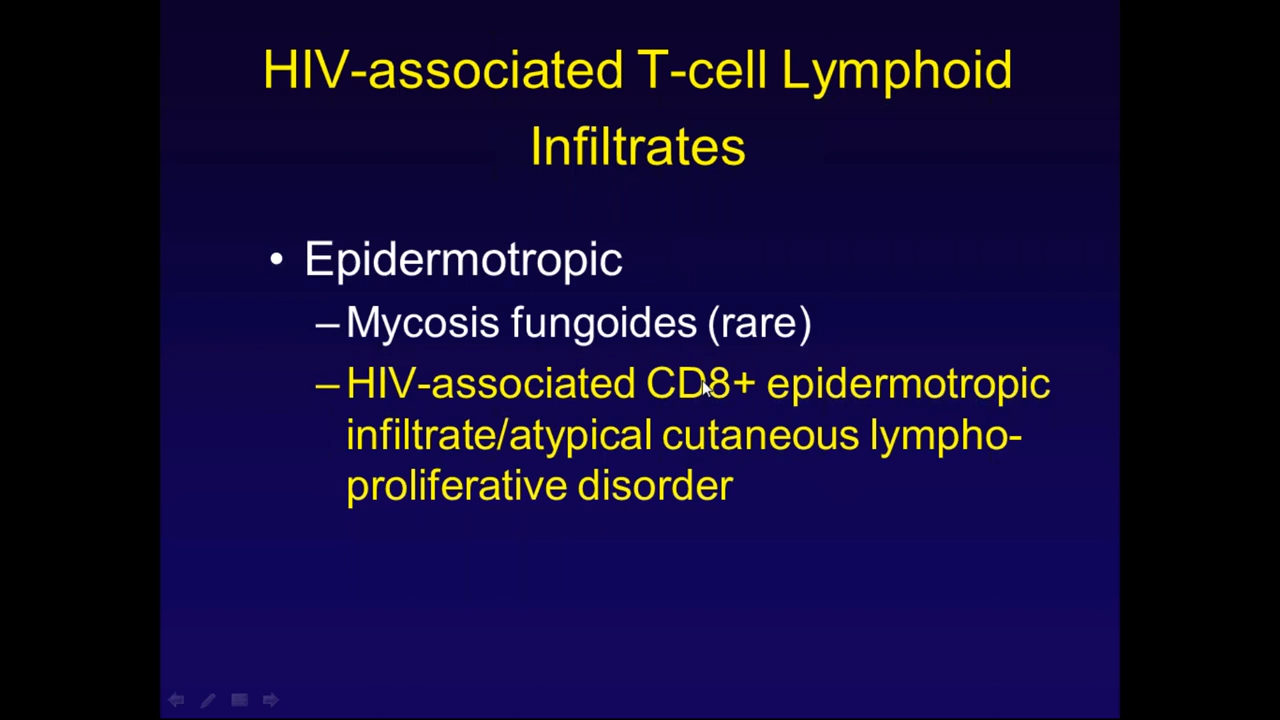 HIV-associated T-cell Lymphoid
Infiltrates
• Epidermotropic
–Mycosis fungoides (rare)
–HIV-associated CD8+ epidermotropic
infiltrate/atypical cutaneous lympho-
proliferative disorder